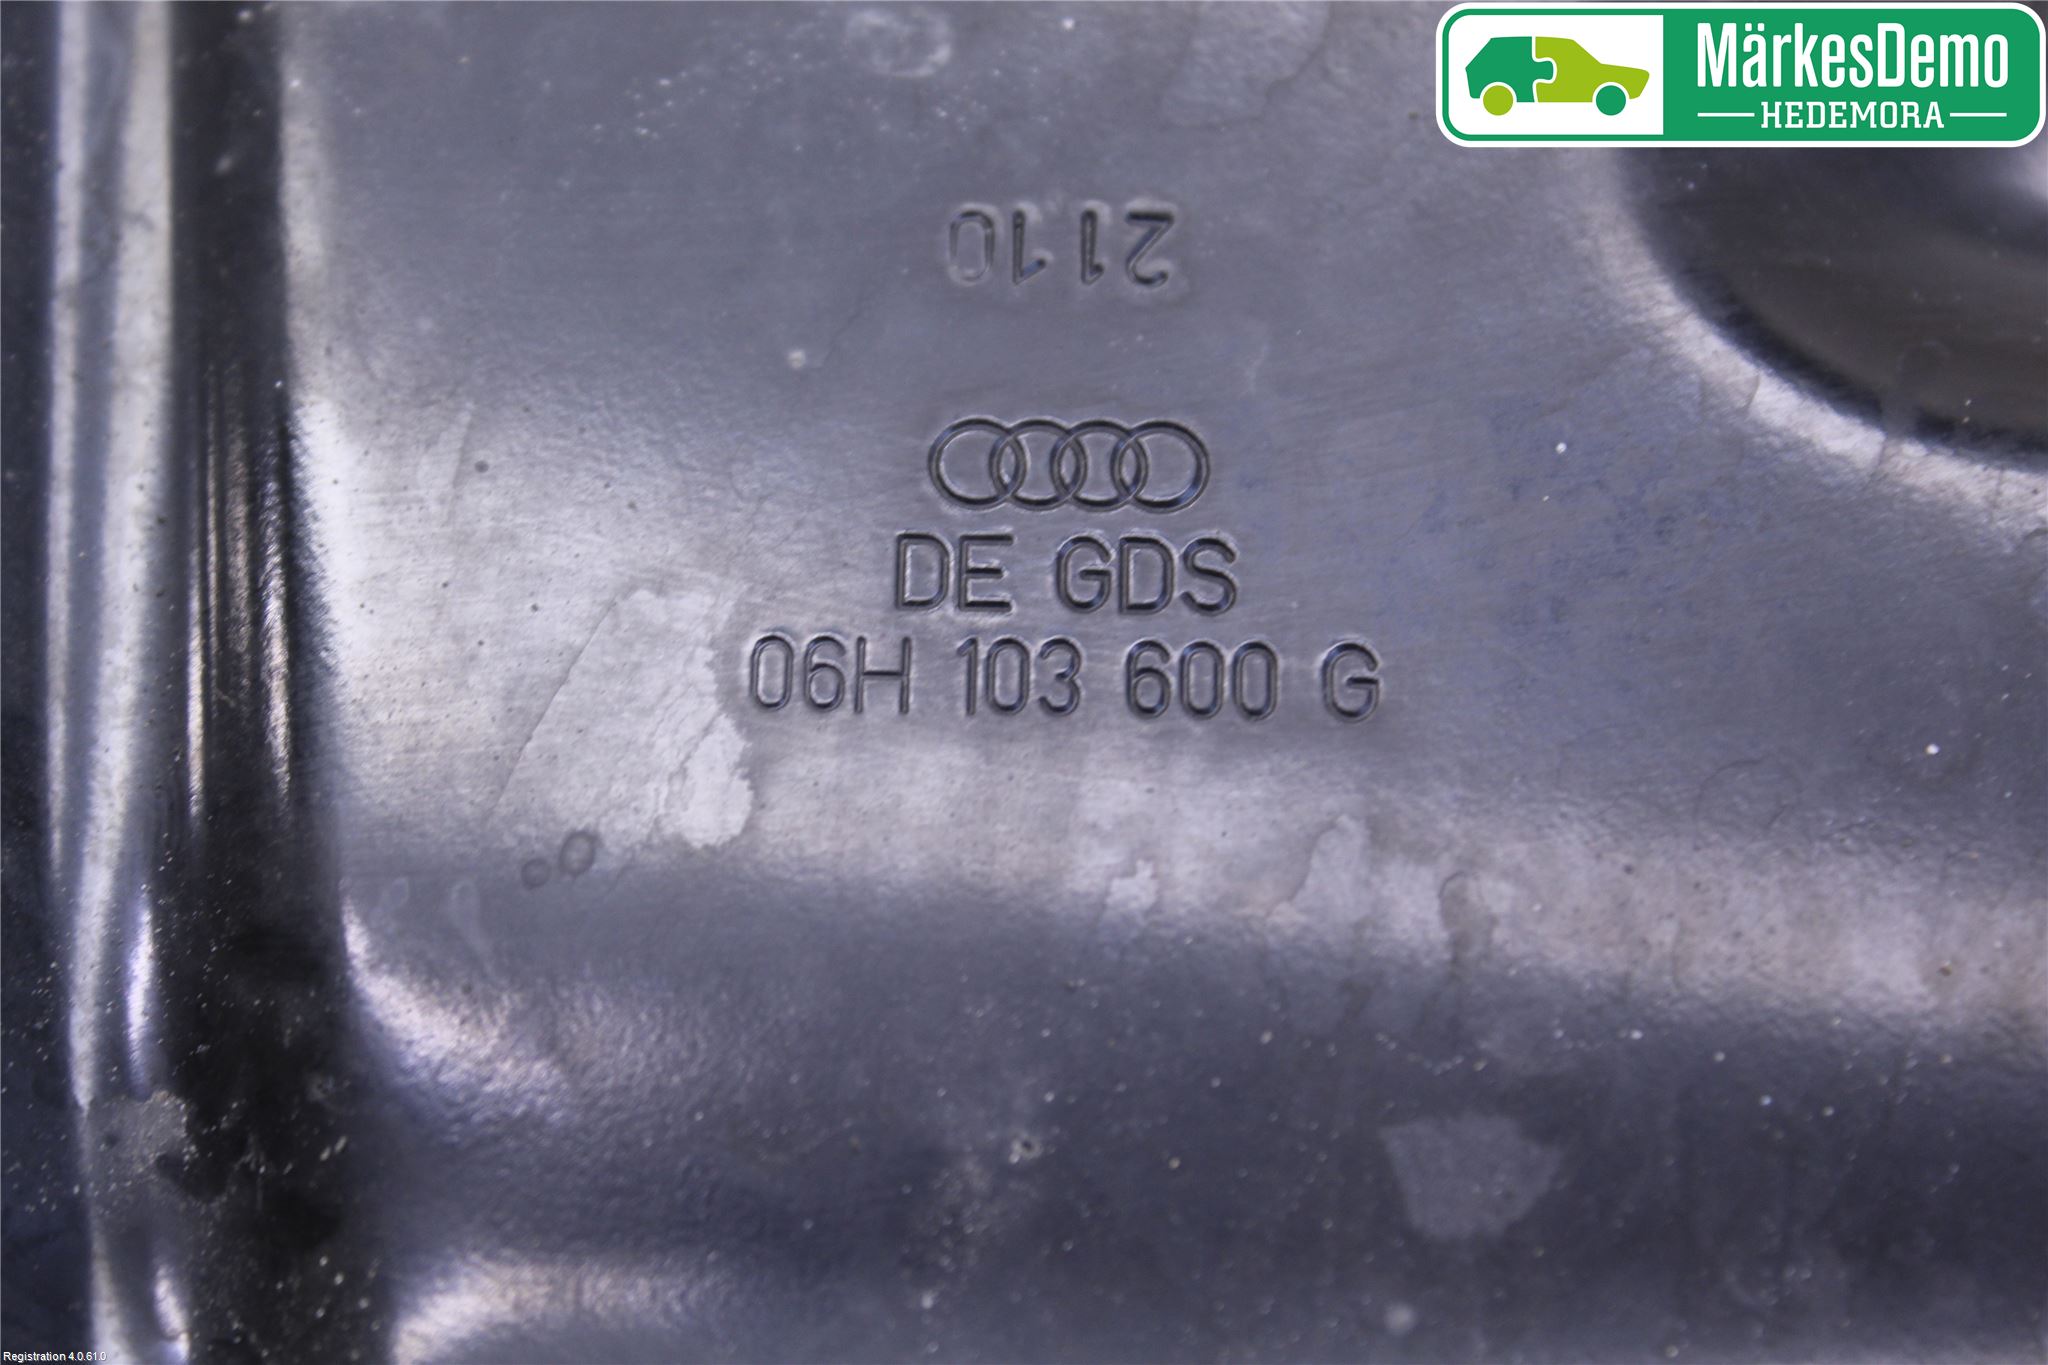 MärkesDemo
HEDEMORA
2110
DE GDS
06H 103 600 G
Registration 4.0.61.0